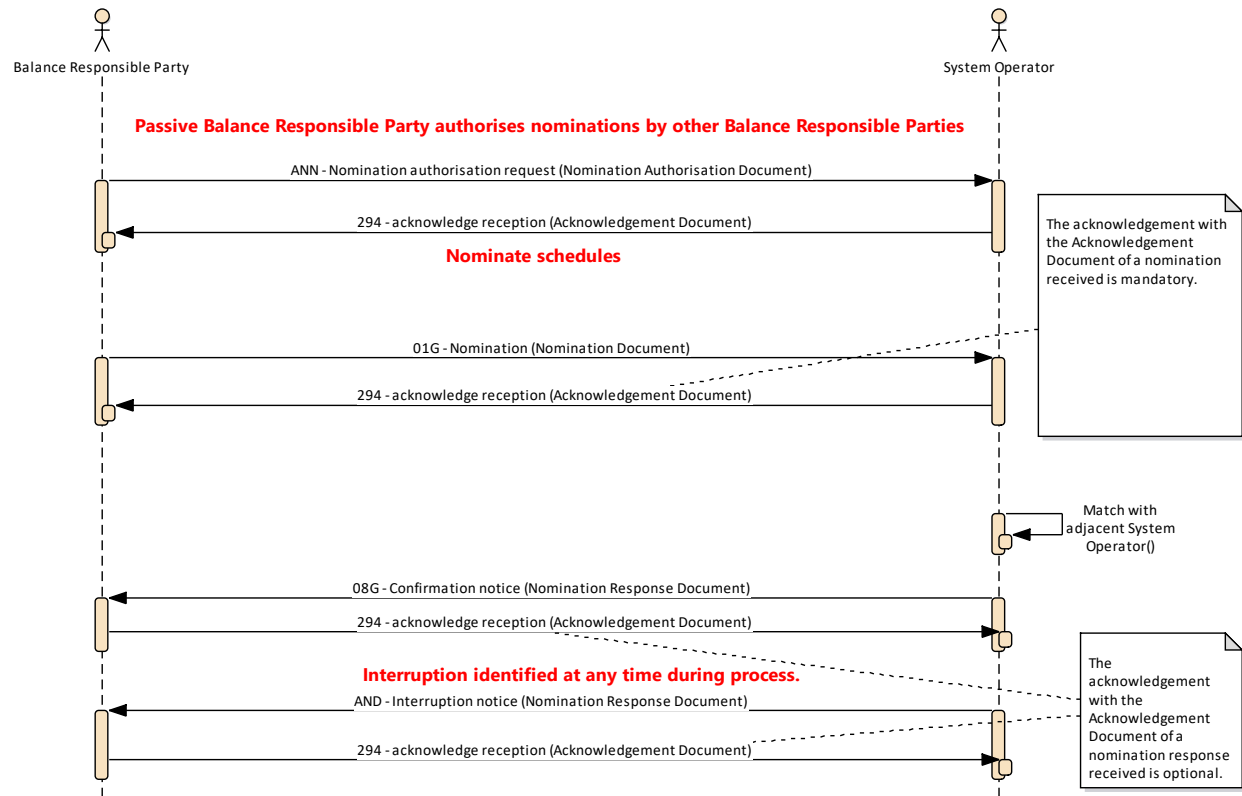 Balance Responsible Party
System Operator
Passive Balance Responsible Party authorises nominations by other Balance Responsible Parties
ANN - Nomination authorisation request (Nomination Authorisation Document)
294 - acknowledge reception (Acknowledgement Document)
The acknowledgement with
the Acknowledgement
Document of a nomination
received is mandatory.
Nominate schedules
01G - Nomination (Nomination Document)
294 - acknowledge reception (Acknowledgement Document)
Match with
adjacent System
Operator()
08G - Confirmation notice (Nomination Response Document)
294 - acknowledge reception (Acknowledgement Document)
Interruption identified at any time during process.
AND - Interruption notice (Nomination Response Document)
294 - acknowledge reception (Acknowledgement Document)
The
acknowledgement
with the
Acknowledgement
Document of a
nomination response
received is optional.